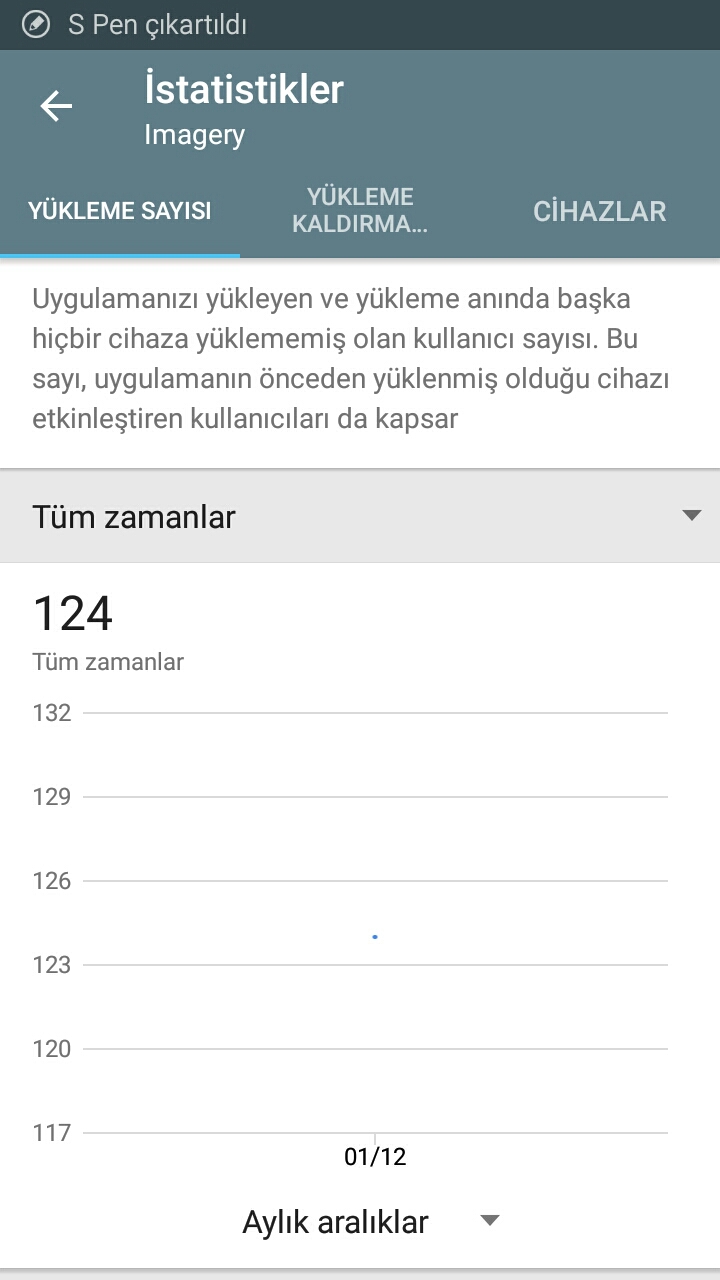 S Pen çıkartıldı
İstatistikler
Imagery
YÜKLEME SAYISI
YÜKLEME
KALDIRMA...
CİHAZLAR
Uygulamanızı yükleyen ve yükleme anında başka
hiçbir cihaza yüklememiş olan kullanıcı sayısı. Bu
sayı, uygulamanın önceden yüklenmiş olduğu cihazı
etkinleştiren kullanıcıları da kapsar
Tüm zamanlar
124
Tüm zamanlar
132
129
126
123
120
117
01/12
Aylık aralıklar